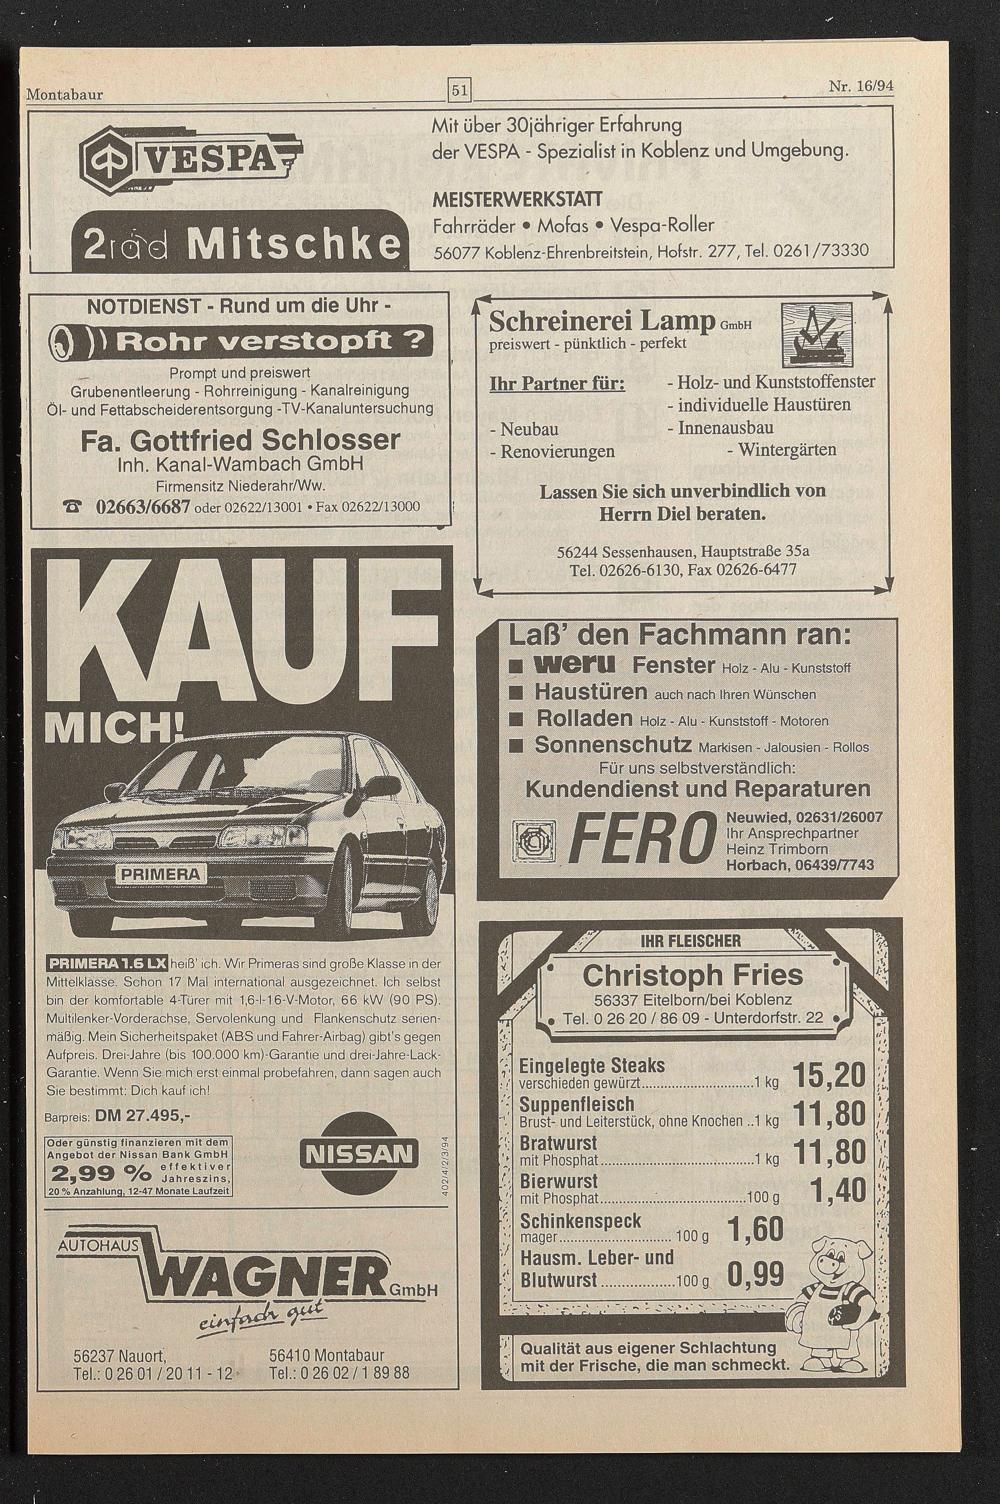 Montabaur
51
Nr. 16/94
VESPA
2rad Mitschke
Mit über 30jähriger Erfahrung
der VESPA - Spezialist in Koblenz und Umgebung.
MEISTERWERKSTATT
Fahrräder • Mofas • Vespa-Roller
56077 Koblenz-Ehrenbreitstein, Hofstr. 277, Tel. 0261/73330
NOTDIENST - Rund um die Uhr -
Rohr verstopft ?
Prompt und preiswert
Grubenentleerung - Rohrreinigung - Kanalreinigung
Öl- und Fettabscheiderentsorgung -TV-Kanaluntersuchung
Fa. Gottfried Schlosser
Inh. Kanal-Wambach GmbH
Firmensitz Niederahr/Ww.
☎ 02663/6687 oder 02622/13001 • Fax 02622/13000
Schreinerei Lamp GmbH
preiswert - pünktlich - perfekt
Ihr Partner für:
- Neubau
- Renovierungen
- Holz- und Kunststoffenster
- individuelle Haustüren
- Innenausbau
- Wintergärten
Lassen Sie sich unverbindlich von
Herrn Diel beraten.
56244 Sessenhausen, Hauptstraße 35a
Tel. 02626-6130, Fax 02626-6477
KAUF
MICH!
PRIMERA
PRIMERA 1.6 LX heiß' ich. Wir Primeras sind große Klasse in der
Mittelklasse. Schon 17 Mal international ausgezeichnet. Ich selbst
bin der komfortable 4-Türer mit 1,6-l-16-V-Motor, 66 kW (90 PS).
Multilenker-Vorderachse, Servolenkung und Flankenschutz serien-
mäßig. Mein Sicherheitspaket (ABS und Fahrer-Airbag) gibt's gegen
Aufpreis. Drei-Jahre (bis 100.000 km)-Garantie und drei-Jahre-Lack-
Garantie. Wenn Sie mich erst einmal probefahren, dann sagen auch
Sie bestimmt: Dich kauf ich!
Barpreis: DM 27.495,-
Oder günstig finanzieren mit dem
Angebot der Nissan Bank GmbH
2,99 % effektiver
Jahreszins,
20 % Anzahlung, 12-47 Monate Laufzeit
NISSAN
402/4/2/3/94
AUTOHAUS
WAGNER GmbH
einfach gut
56237 Nauort,
Tel.: 0 26 01 / 20 11 - 12
56410 Montabaur
Tel.: 0 26 02 / 1 89 88
Laß' den Fachmann ran:
■ weru Fenster Holz - Alu - Kunststoff
■ Haustüren auch nach Ihren Wünschen
■ Rolladen Holz - Alu - Kunststoff - Motoren
■ Sonnenschutz Markisen - Jalousien - Rollos
Für uns selbstverständlich:
Kundendienst und Reparaturen
FERO
Neuwied, 02631/26007
Ihr Ansprechpartner
Heinz Trimborn
Horbach, 06439/7743
IHR FLEISCHER
Christoph Fries
56337 Eitelborn/bei Koblenz
Tel. 0 26 20 / 86 09 - Unterdorfstr. 22
Eingelegte Steaks
verschieden gewürzt..............................1 kg 15,20
Suppenfleisch
Brust- und Leiterstück, ohne Knochen ..1 kg 11,80
Bratwurst
mit Phosphat.........................................1 kg 11,80
Bierwurst
mit Phosphat.......................................100 g 1,40
Schinkenspeck
mager............................... 100 g 1,60
Hausm. Leber- und
Blutwurst ....................100 g 0,99
Qualität aus eigener Schlachtung
mit der Frische, die man schmeckt.